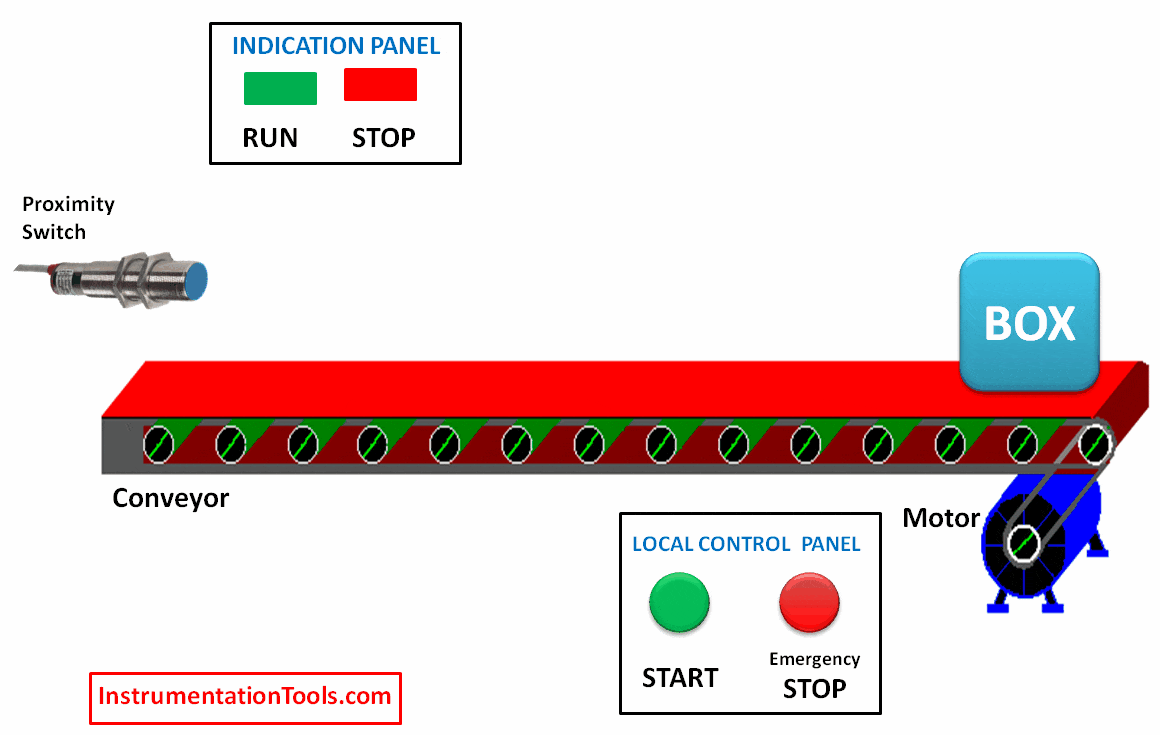 INDICATION PANEL
RUN STOP
Proximity
Switch
BOX
Conveyor
Motor
LOCAL CONTROL PANEL
START
Emergency
STOP
InstrumentationTools.com